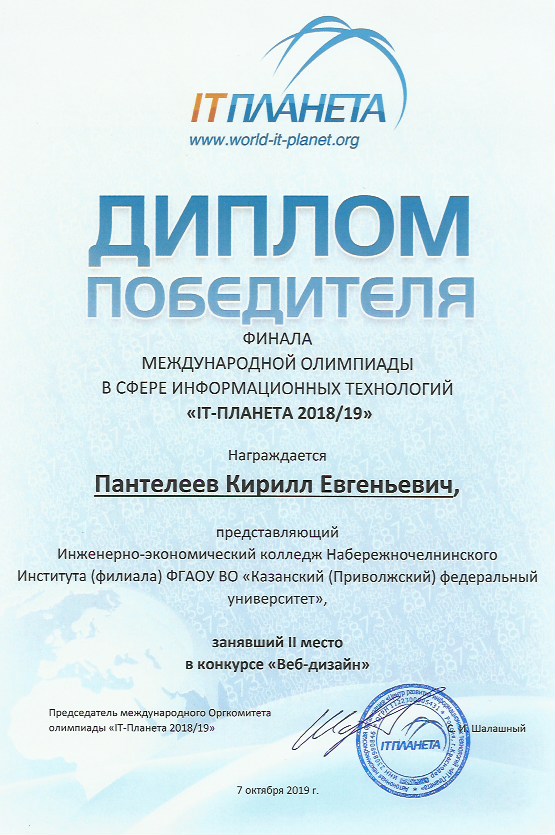 ITПЛАНЕТА
www.world-it-planet.org
ДИПЛОМ
ПОБЕДИТЕЛЯ
ФИНАЛА
МЕЖДУНАРОДНОЙ ОЛИМПИАДЫ
В СФЕРЕ ИНФОРМАЦИОННЫХ ТЕХНОЛОГИЙ
«IT-ПЛАНЕТА 2018/19»
Награждается
Пантелеев Кирилл Евгеньевич,
представляющий
Инженерно-экономический колледж Набережночелнинского
Института (филиала) ФГАОУ ВО «Казанский (Приволжский) федеральный
университет»,
занявший II место
в конкурсе «Веб-дизайн»
Председатель международного Оргкомитета
олимпиады «IT-Планета 2018/19»
С. И. Шалашный
ITПЛАНЕТА
7 октября 2019 г.